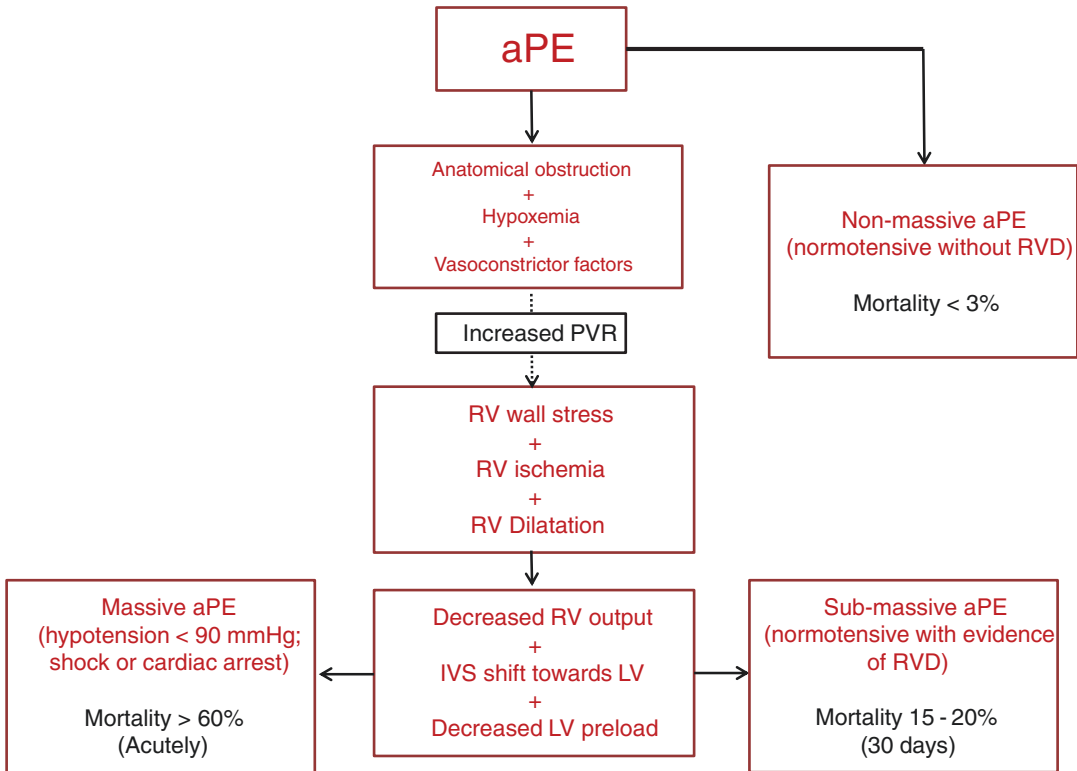 aPE
Anatomical obstruction
+
Hypoxemia
+
Vasoconstrictor factors
Non-massive aPE
(normotensive without RVD)
Mortality < 3%
Increased PVR
RV wall stress
+
RV ischemia
+
RV Dilatation
Massive aPE
(hypotension < 90 mmHg;
shock or cardiac arrest)
Mortality > 60%
(Acutely)
Decreased RV output
+
IVS shift towards LV
+
Decreased LV preload
Sub-massive aPE
(normotensive with evidence
of RVD)
Mortality 15 - 20%
(30 days)